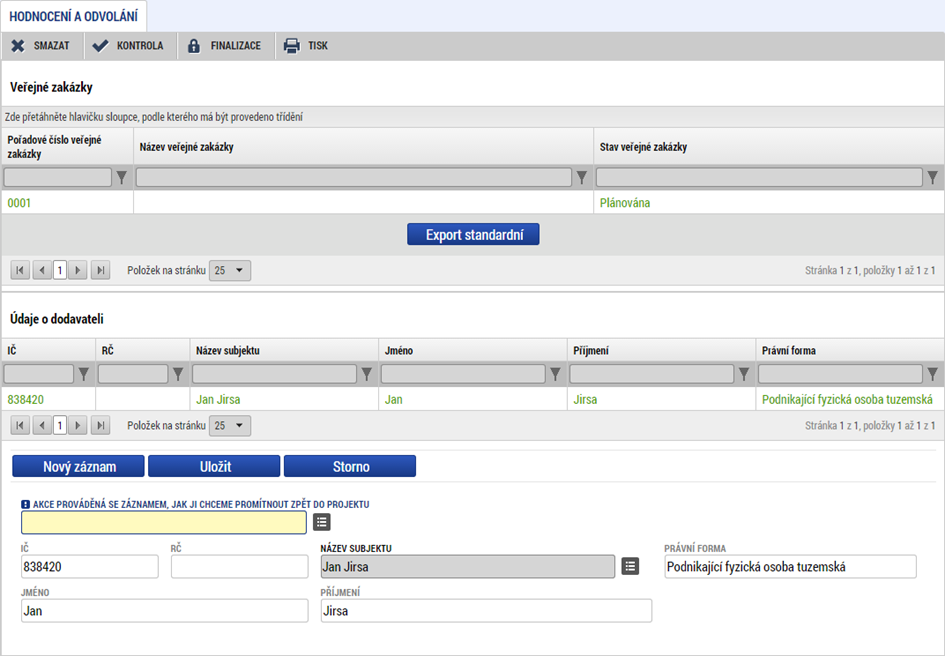 HODNOCENÍ A ODVOLÁNÍ
SMAZAT KONTROLA FINALIZACE TISK
Veřejné zakázky
Zde přetáhněte hlavičku sloupce, podle kterého má být provedeno třídění
Pořadové číslo veřejné
zakázky
Název veřejné zakázky
Stav veřejné zakázky
0001 Plánována
Export standardní
1 Položek na stránku 25 Stránka 1 z 1, položky 1 až 1 z 1
Údaje o dodavateli
IČ RČ Název subjektu Jméno Příjmení Právní forma
838420 Jan Jirsa Jan Jirsa Podnikající fyzická osoba tuzemská
1 Položek na stránku 25 Stránka 1 z 1, položky 1 až 1 z 1
Nový záznam Uložit Storno
AKCE PROVÁDĚNÁ SE ZÁZNAMEM, JAK JI CHCEME PROMÍTNOUT ZPĚT DO PROJEKTU
IČ RČ NÁZEV SUBJEKTU PRÁVNÍ FORMA
838420 Jan Jirsa Podnikající fyzická osoba tuzemská
JMÉNO PŘÍJMENÍ
Jan Jirsa